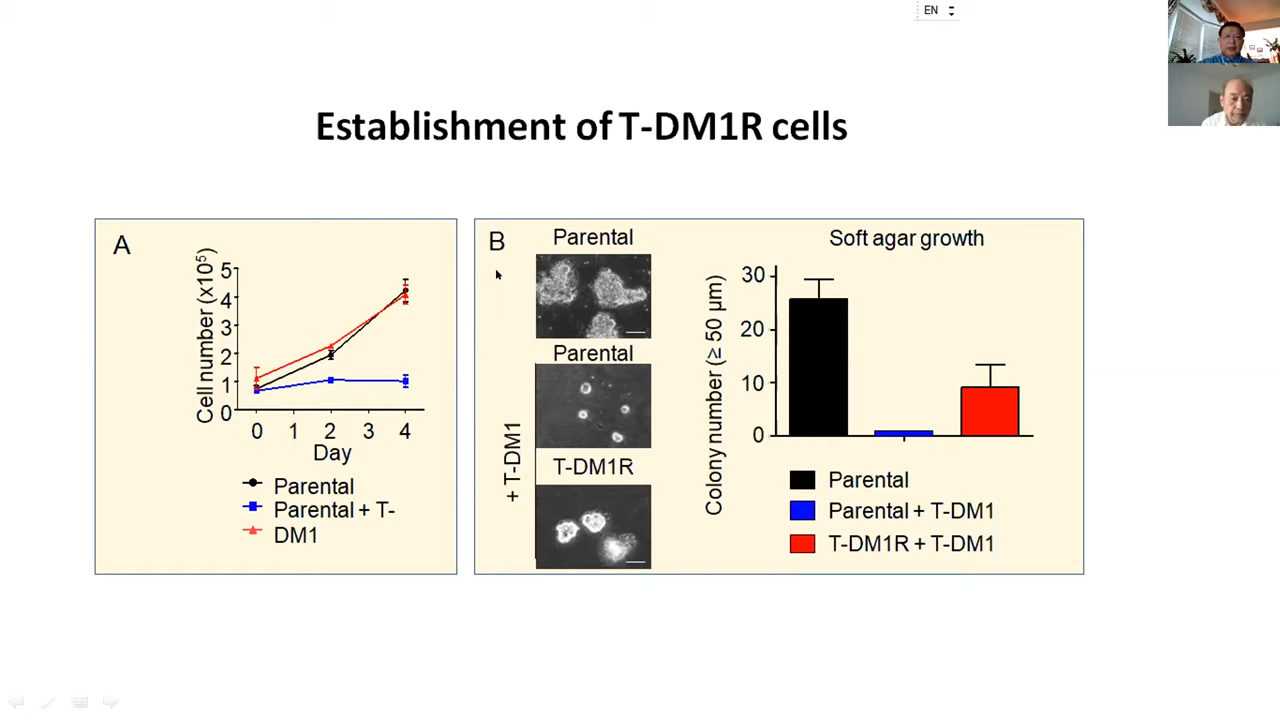 EN
Establishment of T-DM1R cells
A
Cell number (x10⁵)
5
4
3
2
1
0
0 1 2 3 4
Day
Parental
Parental + T-
DM1
B
Parental
Parental
T-DM1R
+ T-DM1
Soft agar growth
Colony number (≥ 50 µm)
30
20
10
0
Parental
Parental + T-DM1
T-DM1R + T-DM1